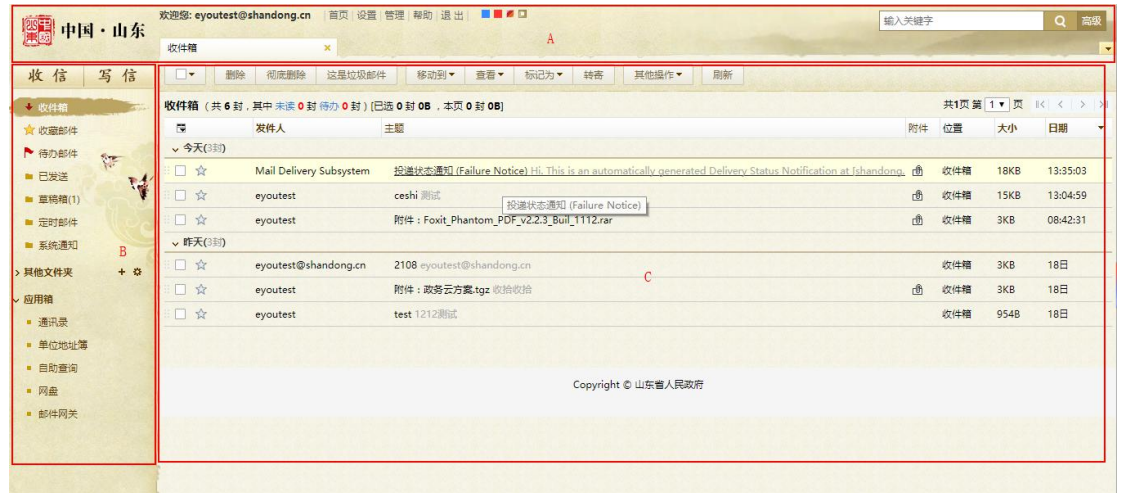 中国·山东
欢迎您: eyoutest@shandong.cn |首页|设置|管理|帮助|退出|
输入关键字
高级
收件箱 ×
A
收信 写信
删除 彻底删除 这是垃圾邮件 移动到 查看 标记为 转寄 其他操作 刷新
收件箱 (共 6 封, 其中 未读 0 封 待办 0 封) [已选 0 封 0B , 本页 0 封 0B]
共1页 第 1 页
发件人 主题 附件 位置 大小 日期
今天(3封)
Mail Delivery Subsystem 投递状态通知 (Failure Notice) Hi. This is an automatically generated Delivery Status Notification at Ishandong. 收件箱 18KB 13:35:03
eyoutest ceshi 测试 收件箱 15KB 13:04:59
投递状态通知 (Failure Notice)
eyoutest 附件：Foxit_Phantom_PDF_v2.2.3_Buil_1112.rar 收件箱 3KB 08:42:31
昨天(3封)
eyoutest@shandong.cn 2108 eyoutest@shandong.cn 收件箱 3KB 18日
eyoutest 附件：政务云方案.tgz 收拾收拾 收件箱 3KB 18日
eyoutest test 1212测试 收件箱 954B 18日
C
Copyright © 山东省人民政府
收件箱
收藏邮件
待办邮件
已发送
草稿箱(1)
定时邮件
系统通知
B
其他文件夹 +
应用箱
通讯录
单位地址簿
自助查询
网盘
邮件网关